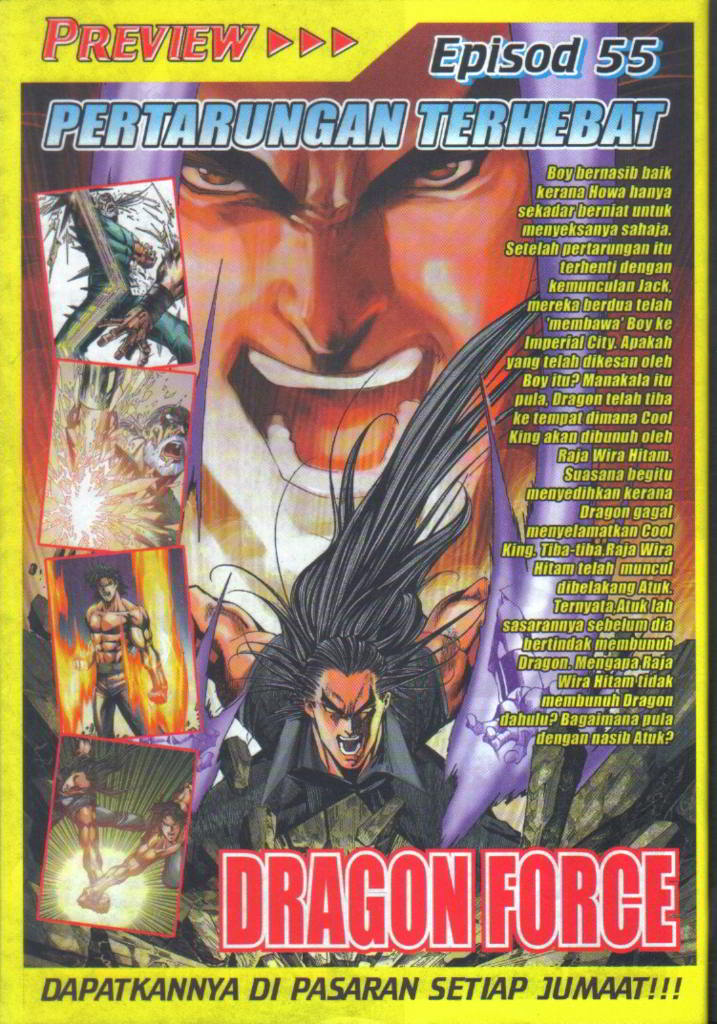 PREVIEW
Episod 55
PERTARUNGAN TERHEBAT
Boy bernasib baik
kerana Howa hanya
sekadar berniat untuk
menyeksanya sahaja.
Setelah pertarungan itu
terhenti dengan
kemunculan Jack,
mereka berdua telah
'membawa' Boy ke
Imperial City. Apakah
yang telah dikesan oleh
Boy itu? Manakala itu
pula, Dragon telah tiba
ke tempat dimana Cool
King akan dibunuh oleh
Raja Wira Hitam.
Suasana begitu
menyedihkan kerana
Dragon gagal
menyelamatkan Cool
King. Tiba-tiba,Raja Wira
Hitam telah muncul
dibelakang Atuk.
Ternyata,Atuk lah
sasarannya sebelum dia
bertindak membunuh
Dragon. Mengapa Raja
Wira Hitam tidak
membunuh Dragon
dahulu? Bagaimana pula
dengan nasib Atuk?
DRAGON FORCE
DAPATKANNYA DI PASARAN SETIAP JUMAAT!!!